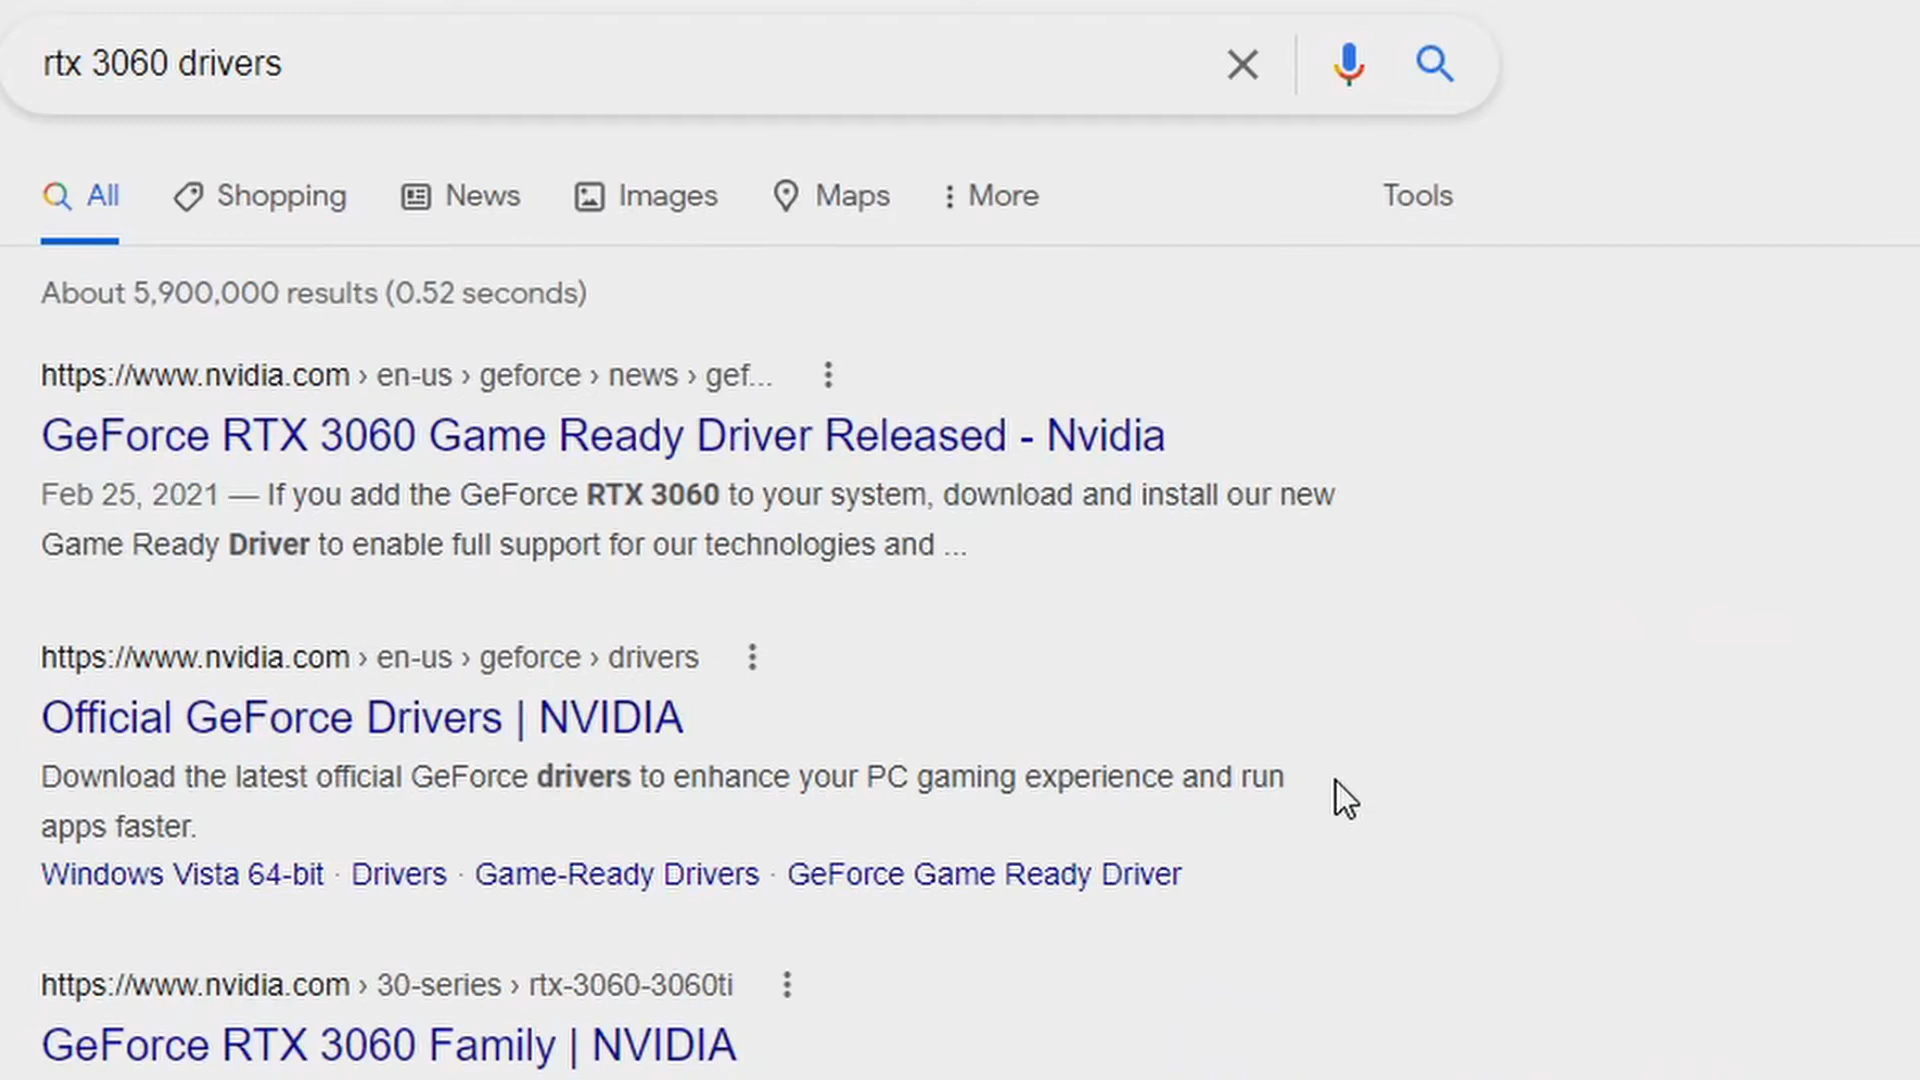 rtx 3060 drivers
All Shopping News Images Maps More Tools
About 5,900,000 results (0.52 seconds)
https://www.nvidia.com › en-us › geforce › news › gef...
GeForce RTX 3060 Game Ready Driver Released - Nvidia
Feb 25, 2021 — If you add the GeForce RTX 3060 to your system, download and install our new
Game Ready Driver to enable full support for our technologies and ...
https://www.nvidia.com › en-us › geforce › drivers
Official GeForce Drivers | NVIDIA
Download the latest official GeForce drivers to enhance your PC gaming experience and run
apps faster.
Windows Vista 64-bit · Drivers · Game-Ready Drivers · GeForce Game Ready Driver
https://www.nvidia.com › 30-series › rtx-3060-3060ti
GeForce RTX 3060 Family | NVIDIA